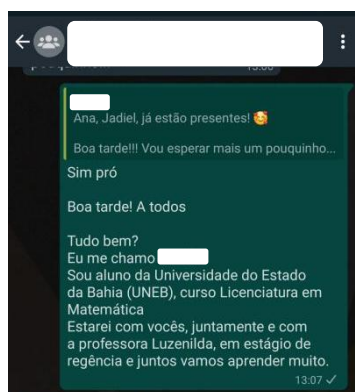 13:06
Ana, Jadiel, já estão presentes! 🥰
Boa tarde!!! Vou esperar mais um pouquinho...
Sim pró
Boa tarde! A todos
Tudo bem?
Eu me chamo
Sou aluno da Universidade do Estado
da Bahia (UNEB), curso Licenciatura em
Matemática
Estarei com vocês, juntamente e com
a professora Luzenilda, em estágio de
regência e juntos vamos aprender muito.
13:07